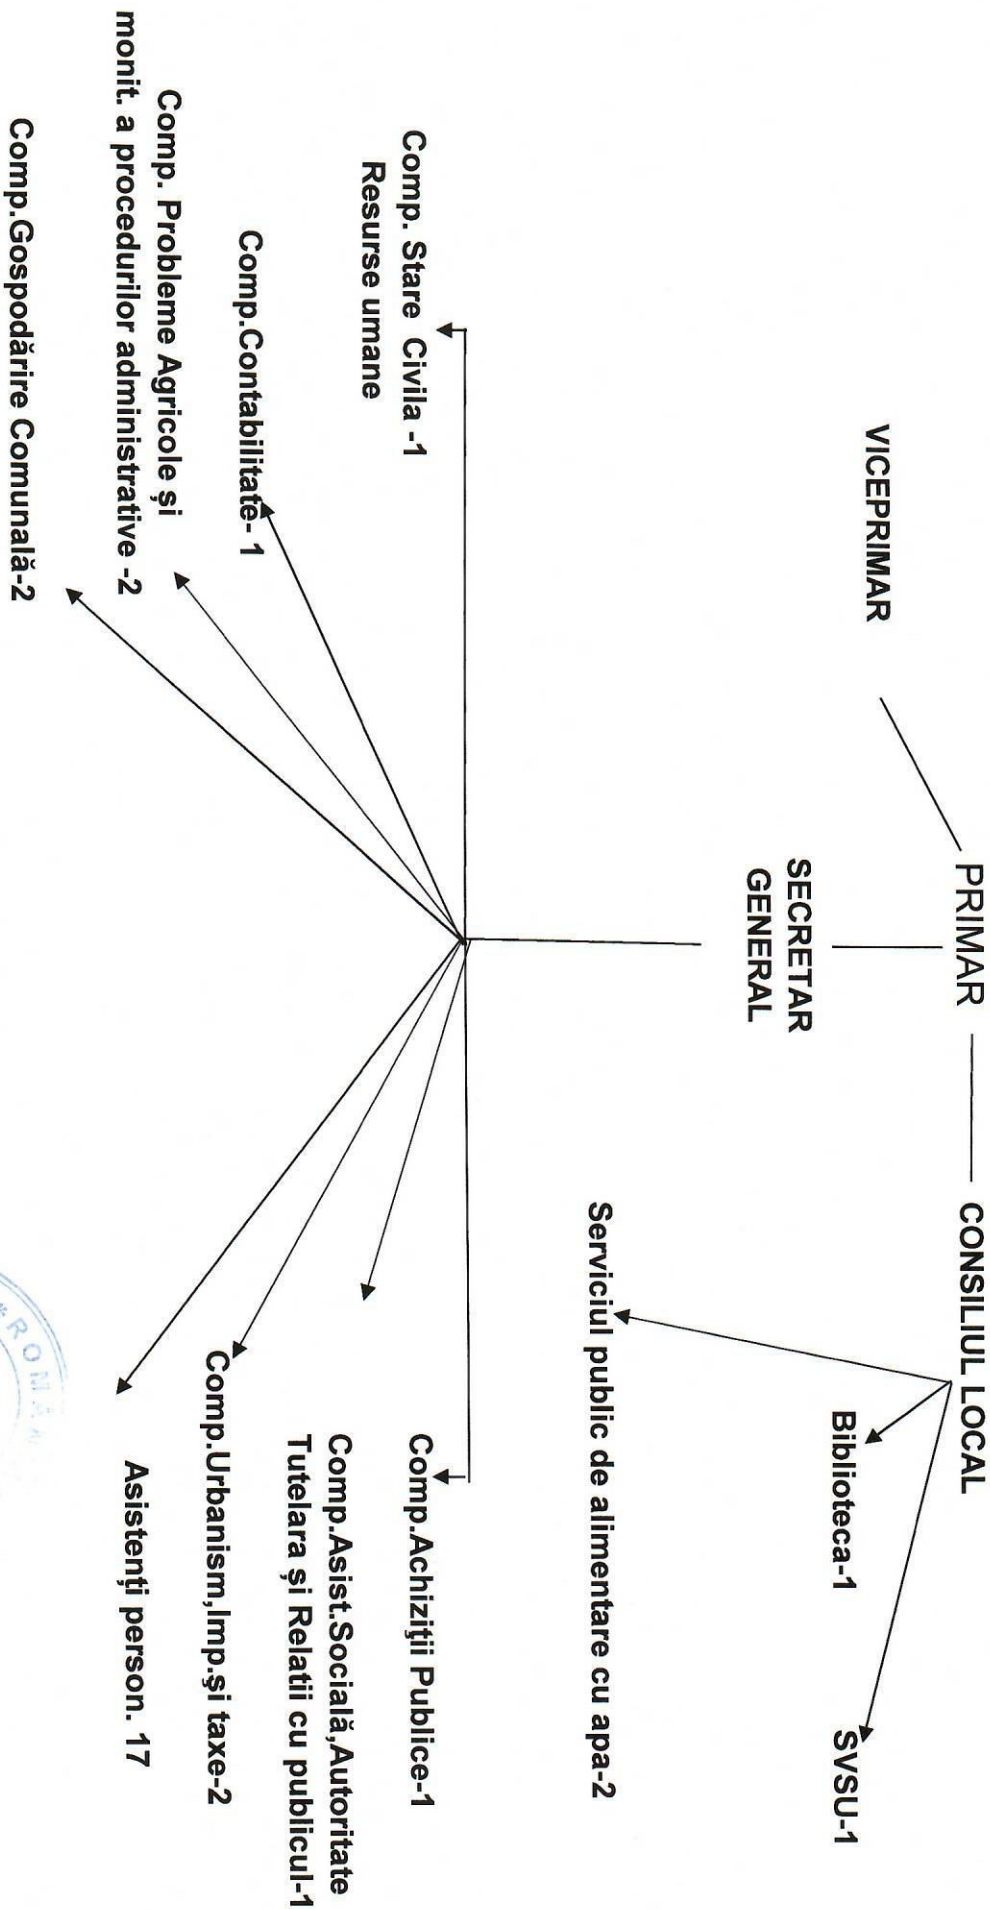 PRIMAR
CONSILIUL LOCAL
VICEPRIMAR
SECRETAR
GENERAL
Biblioteca-1
SVSU-1
Serviciul public de alimentare cu apa-2
Comp. Stare Civila -1
Resurse umane
Comp.Contabilitate- 1
Comp. Probleme Agricole și
monit. a procedurilor administrative -2
Comp.Gospodărire Comunală-2
Comp.Achiziţii Publice-1
Comp.Asist.Socială,Autoritate
Tutelara și Relatii cu publicul-1
Comp.Urbanism,Imp.şi taxe-2
Asistenți person. 17